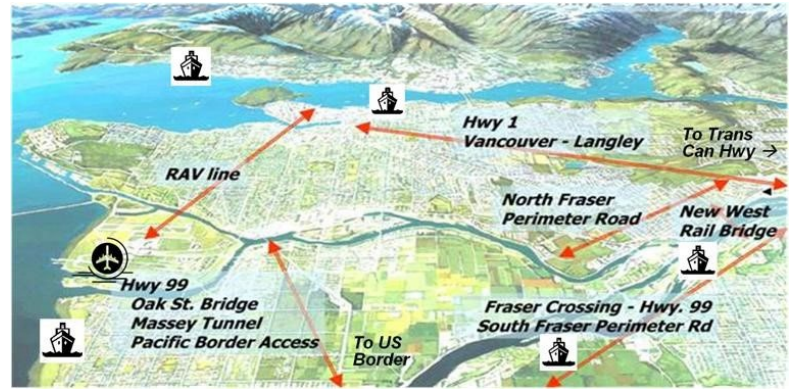 Hwy 1
Vancouver - Langley
To Trans
Can Hwy →
RAV line
North Fraser
Perimeter Road
New West
Rail Bridge
Hwy 99
Oak St. Bridge
Massey Tunnel
Pacific Border Access
To US
Border
Fraser Crossing - Hwy. 99
South Fraser Perimeter Rd